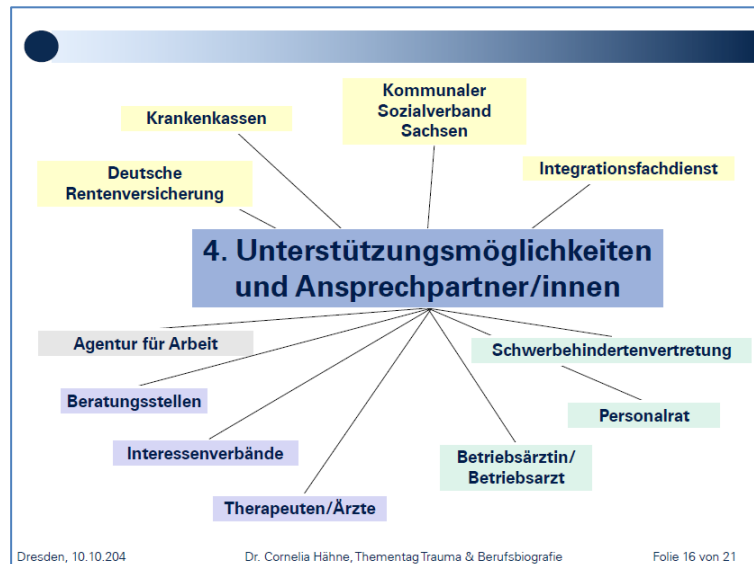 Kommunaler
Sozialverband
Sachsen
Krankenkassen
Deutsche
Rentenversicherung
Integrationsfachdienst
4. Unterstützungsmöglichkeiten
und Ansprechpartner/innen
Agentur für Arbeit
Schwerbehindertenvertretung
Beratungsstellen
Personalrat
Interessenverbände
Betriebsärztin/
Betriebsarzt
Therapeuten/Ärzte
Dresden, 10.10.204
Dr. Cornelia Hähne, Thementag Trauma & Berufsbiografie
Folie 16 von 21